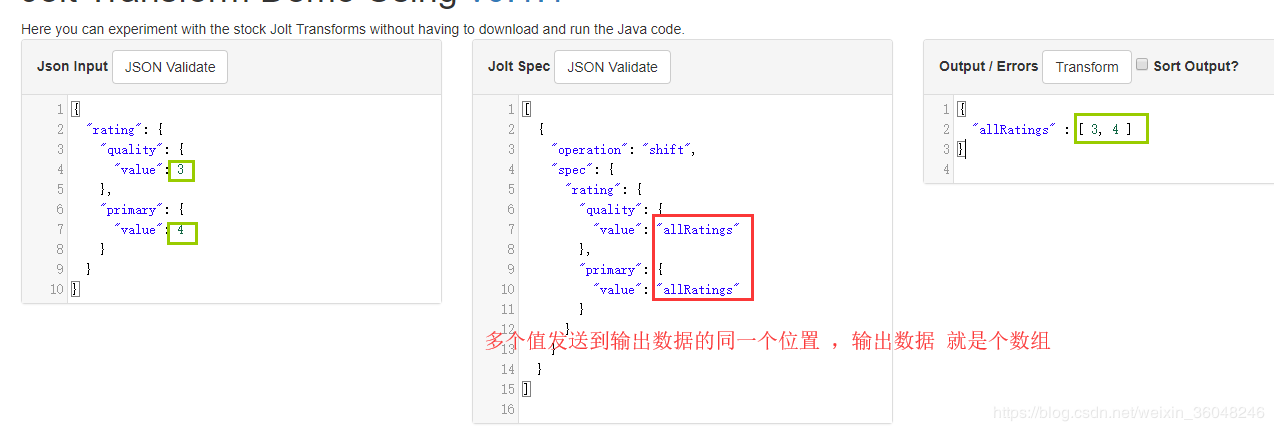 Here you can experiment with the stock Jolt Transforms without having to download and run the Java code.
Json Input JSON Validate
1 {
2 "rating": {
3 "quality": {
4 "value": 3
5 },
6 "primary": {
7 "value": 4
8 }
9 }
10 }
Jolt Spec JSON Validate
1 [
2 {
3 "operation": "shift",
4 "spec": {
5 "rating": {
6 "quality": {
7 "value": "allRatings"
8 },
9 "primary": {
10 "value": "allRatings"
11 }
12 }
13 }
14 }
15 ]
16
多个值发送到输出数据的同一个位置 ，输出数据 就是个数组
Output / Errors Transform Sort Output?
1 {
2 "allRatings" : [ 3, 4 ]
3 }
4
https://blog.csdn.net/weixin_36048246